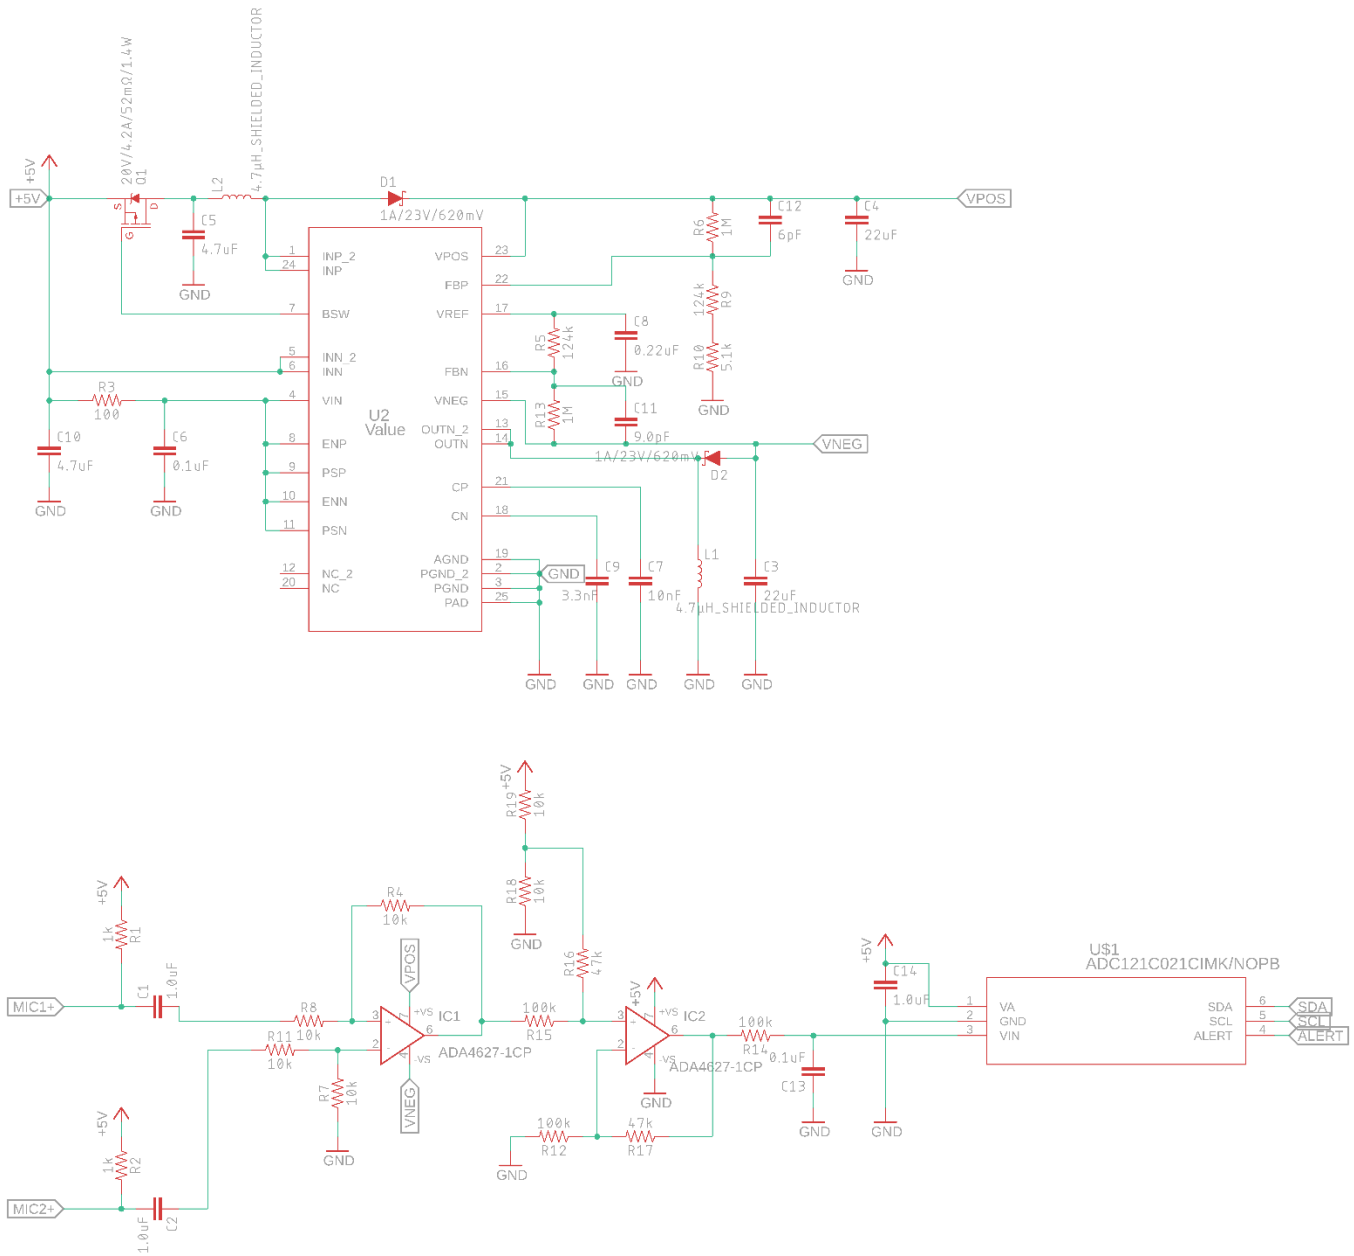 20V/4.2A/52mΩ/1.4W
Q1
4.7µH_SHIELDED_INDUCTOR
L2
+5V
+5V
S
D
G
C5
4.7uF
GND
D1
1A/23V/620mV
VPOS
R6
1M
C12
6pF
C4
22uF
GND
1
INP_2
24
INP
7
BSW
5
INN_2
6
INN
4
VIN
8
ENP
9
PSP
10
ENN
11
PSN
12
NC_2
20
NC
U2
Value
VPOS
23
FBP
22
VREF
17
FBN
16
VNEG
15
OUTN_2
13
OUTN
14
CP
21
CN
18
AGND
19
PGND_2
2
PGND
3
PAD
25
R3
100
C10
4.7uF
GND
C6
0.1uF
GND
R5
124k
C8
0.22uF
GND
R9
124k
R10
5.1k
GND
R13
1M
C11
9.0pF
VNEG
1A/23V/620mV
D2
GND
C9
3.3nF
C7
10nF
L1
4.7µH_SHIELDED_INDUCTOR
C3
22uF
GND
GND
GND
GND
GND
+5V
R19
10k
R18
10k
GND
+5V
R1
1k
MIC1+
C1
1.0uF
R4
10k
VPOS
R8
10k
R11
10k
3
2
7
4
6
+
-
+VS
-VS
IC1
ADA4627-1CP
VNEG
R7
10k
GND
+5V
R2
1k
MIC2+
C2
1.0uF
R16
47k
100k
R15
+5V
3
2
7
4
6
+
-
+VS
-VS
IC2
ADA4627-1CP
GND
100k
R12
GND
47k
R17
100k
R14
0.1uF
C13
GND
+5V
C14
1.0uF
GND
U$1
ADC121C021CIMK/NOPB
1
VA
2
GND
3
VIN
SDA
6
SCL
5
ALERT
4
SDA
SCL
ALERT